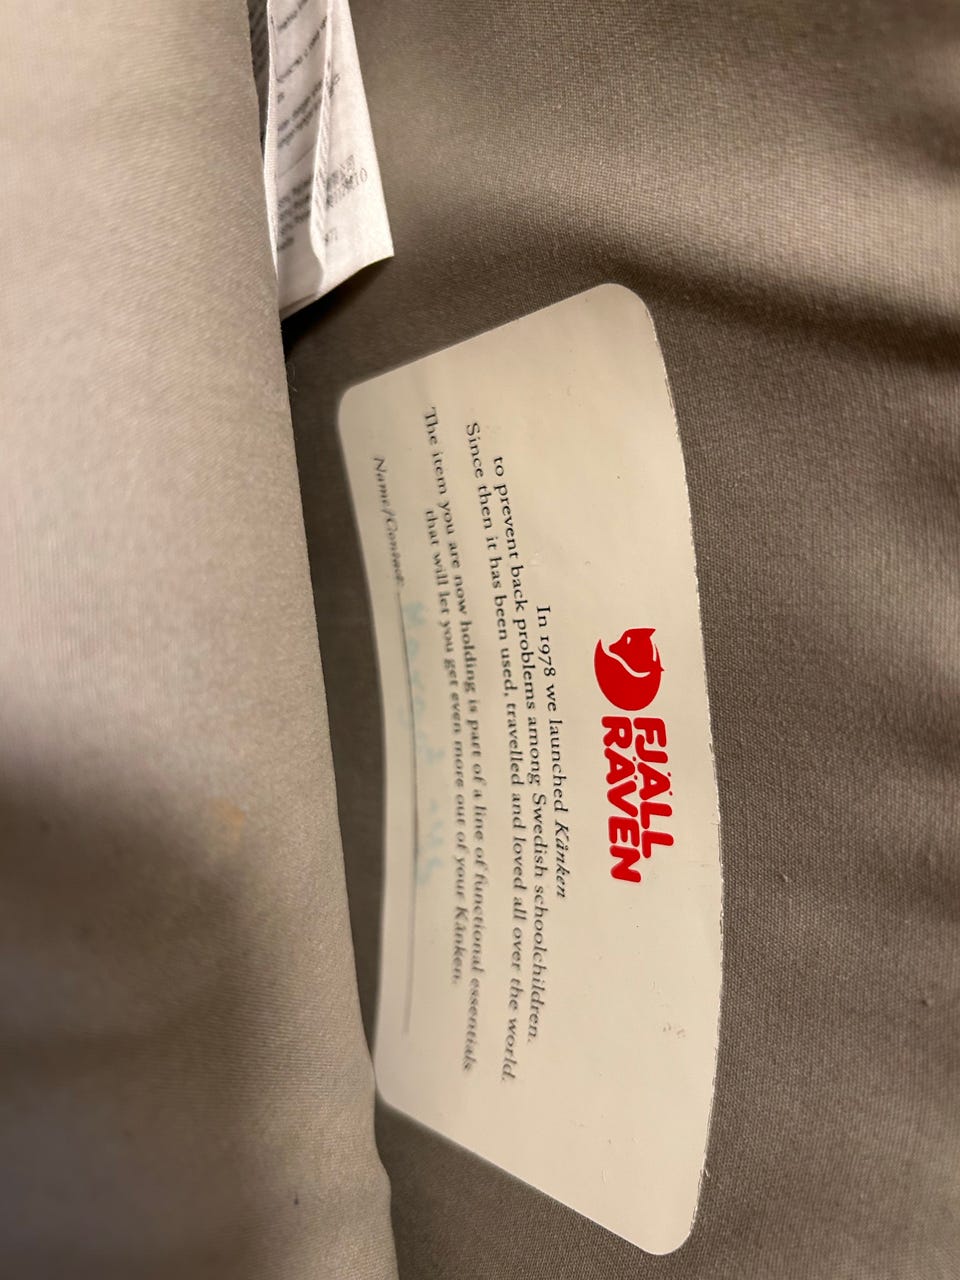 FJÄLL
RÄVEN
In 1978 we launched Kånken
to prevent back problems among Swedish schoolchildren.
Since then it has been used, travelled and loved all over the world.
The item you are now holding is part of a line of functional essentials
that will let you get even more out of your Kånken.
Name/Contact: